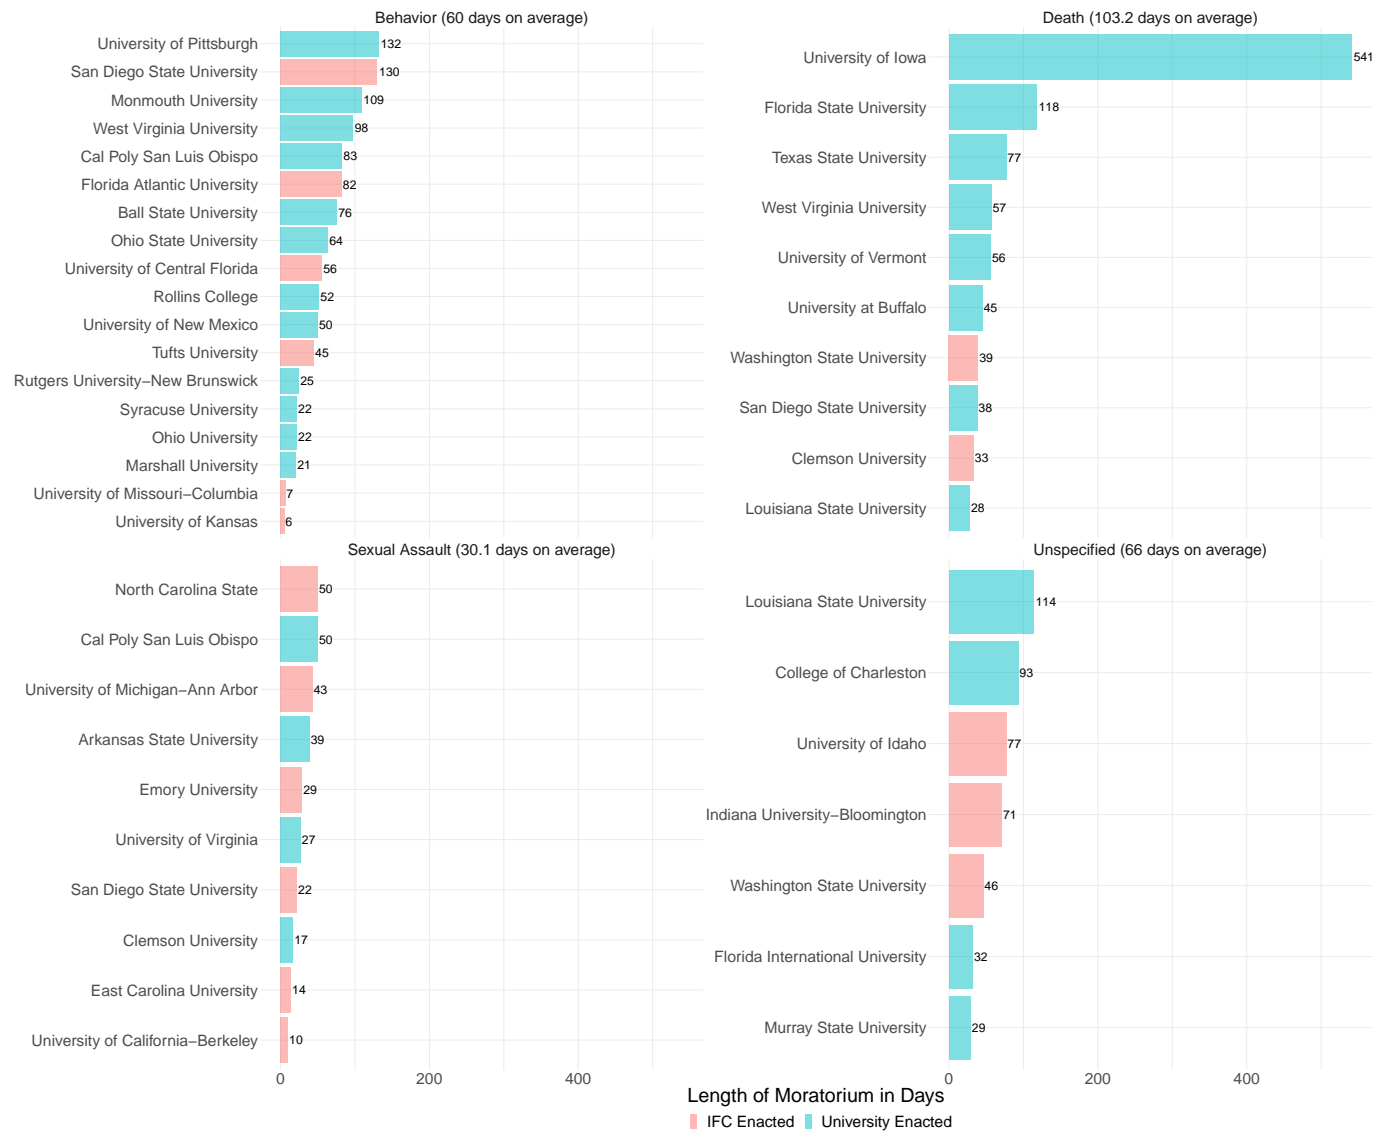 Behavior (60 days on average)
University of Pittsburgh 132
San Diego State University 130
Monmouth University 109
West Virginia University 98
Cal Poly San Luis Obispo 83
Florida Atlantic University 82
Ball State University 76
Ohio State University 64
University of Central Florida 56
Rollins College 52
University of New Mexico 50
Tufts University 45
Rutgers University−New Brunswick 25
Syracuse University 22
Ohio University 22
Marshall University 21
University of Missouri−Columbia 7
University of Kansas 6
Death (103.2 days on average)
University of Iowa 541
Florida State University 118
Texas State University 77
West Virginia University 57
University of Vermont 56
University at Buffalo 45
Washington State University 39
San Diego State University 38
Clemson University 33
Louisiana State University 28
Sexual Assault (30.1 days on average)
North Carolina State 50
Cal Poly San Luis Obispo 50
University of Michigan−Ann Arbor 43
Arkansas State University 39
Emory University 29
University of Virginia 27
San Diego State University 22
Clemson University 17
East Carolina University 14
University of California−Berkeley 10
0 200 400
Unspecified (66 days on average)
Louisiana State University 114
College of Charleston 93
University of Idaho 77
Indiana University−Bloomington 71
Washington State University 46
Florida International University 32
Murray State University 29
0 200 400
Length of Moratorium in Days
IFC Enacted University Enacted